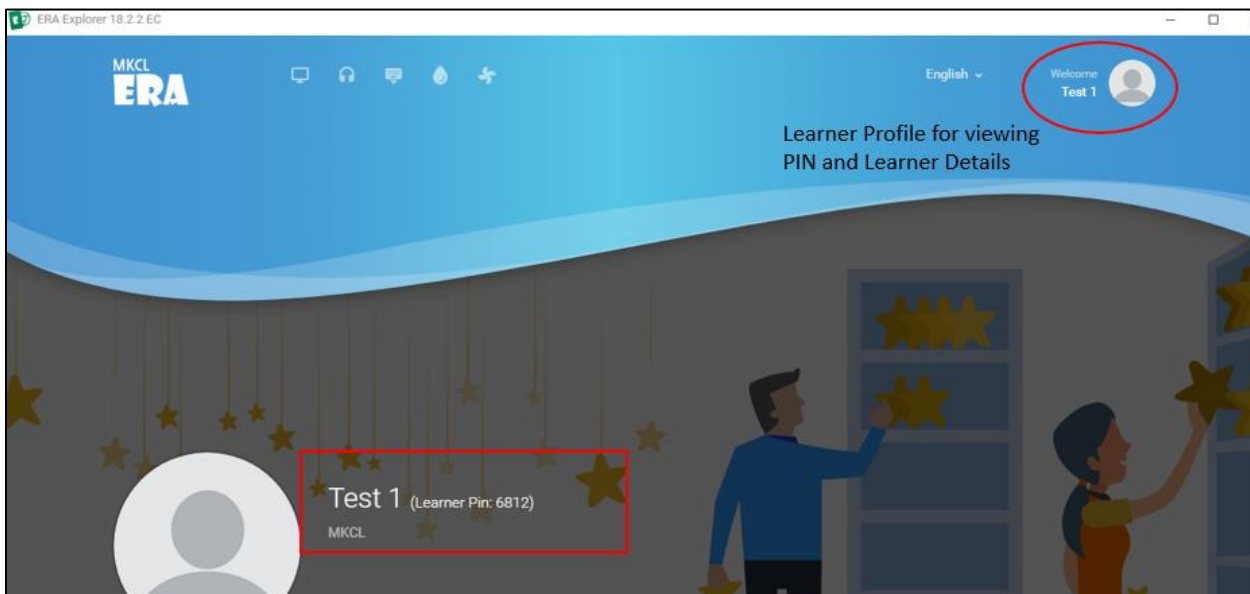 ERA Explorer 18.2.2 EC
MKCL
ERA
English
Welcome
Test 1
Learner Profile for viewing
PIN and Learner Details
Test 1 (Learner Pin: 6812)
MKCL